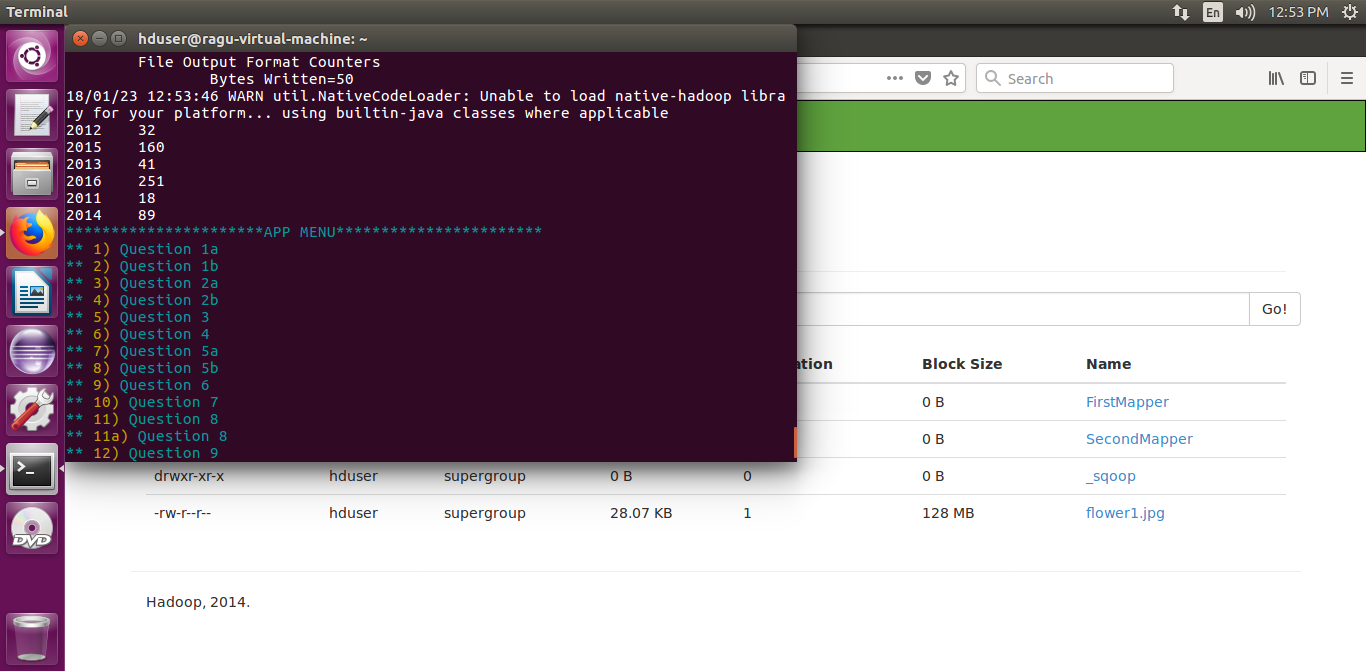 Terminal
En
12:53 PM
hduser@ragu-virtual-machine: ~
File Output Format Counters
Bytes Written=50
18/01/23 12:53:46 WARN util.NativeCodeLoader: Unable to load native-hadoop libra
ry for your platform... using builtin-java classes where applicable
2012 32
2015 160
2013 41
2016 251
2011 18
2014 89
**********************APP MENU***********************
** 1) Question 1a
** 2) Question 1b
** 3) Question 2a
** 4) Question 2b
** 5) Question 3
** 6) Question 4
** 7) Question 5a
** 8) Question 5b
** 9) Question 6
** 10) Question 7
** 11) Question 8
** 11a) Question 8
** 12) Question 9
Search
Go!
ation Block Size Name
0 B FirstMapper
0 B SecondMapper
drwxr-xr-x hduser supergroup 0 B 0 0 B _sqoop
-rw-r--r-- hduser supergroup 28.07 KB 1 128 MB flower1.jpg
Hadoop, 2014.
DVD